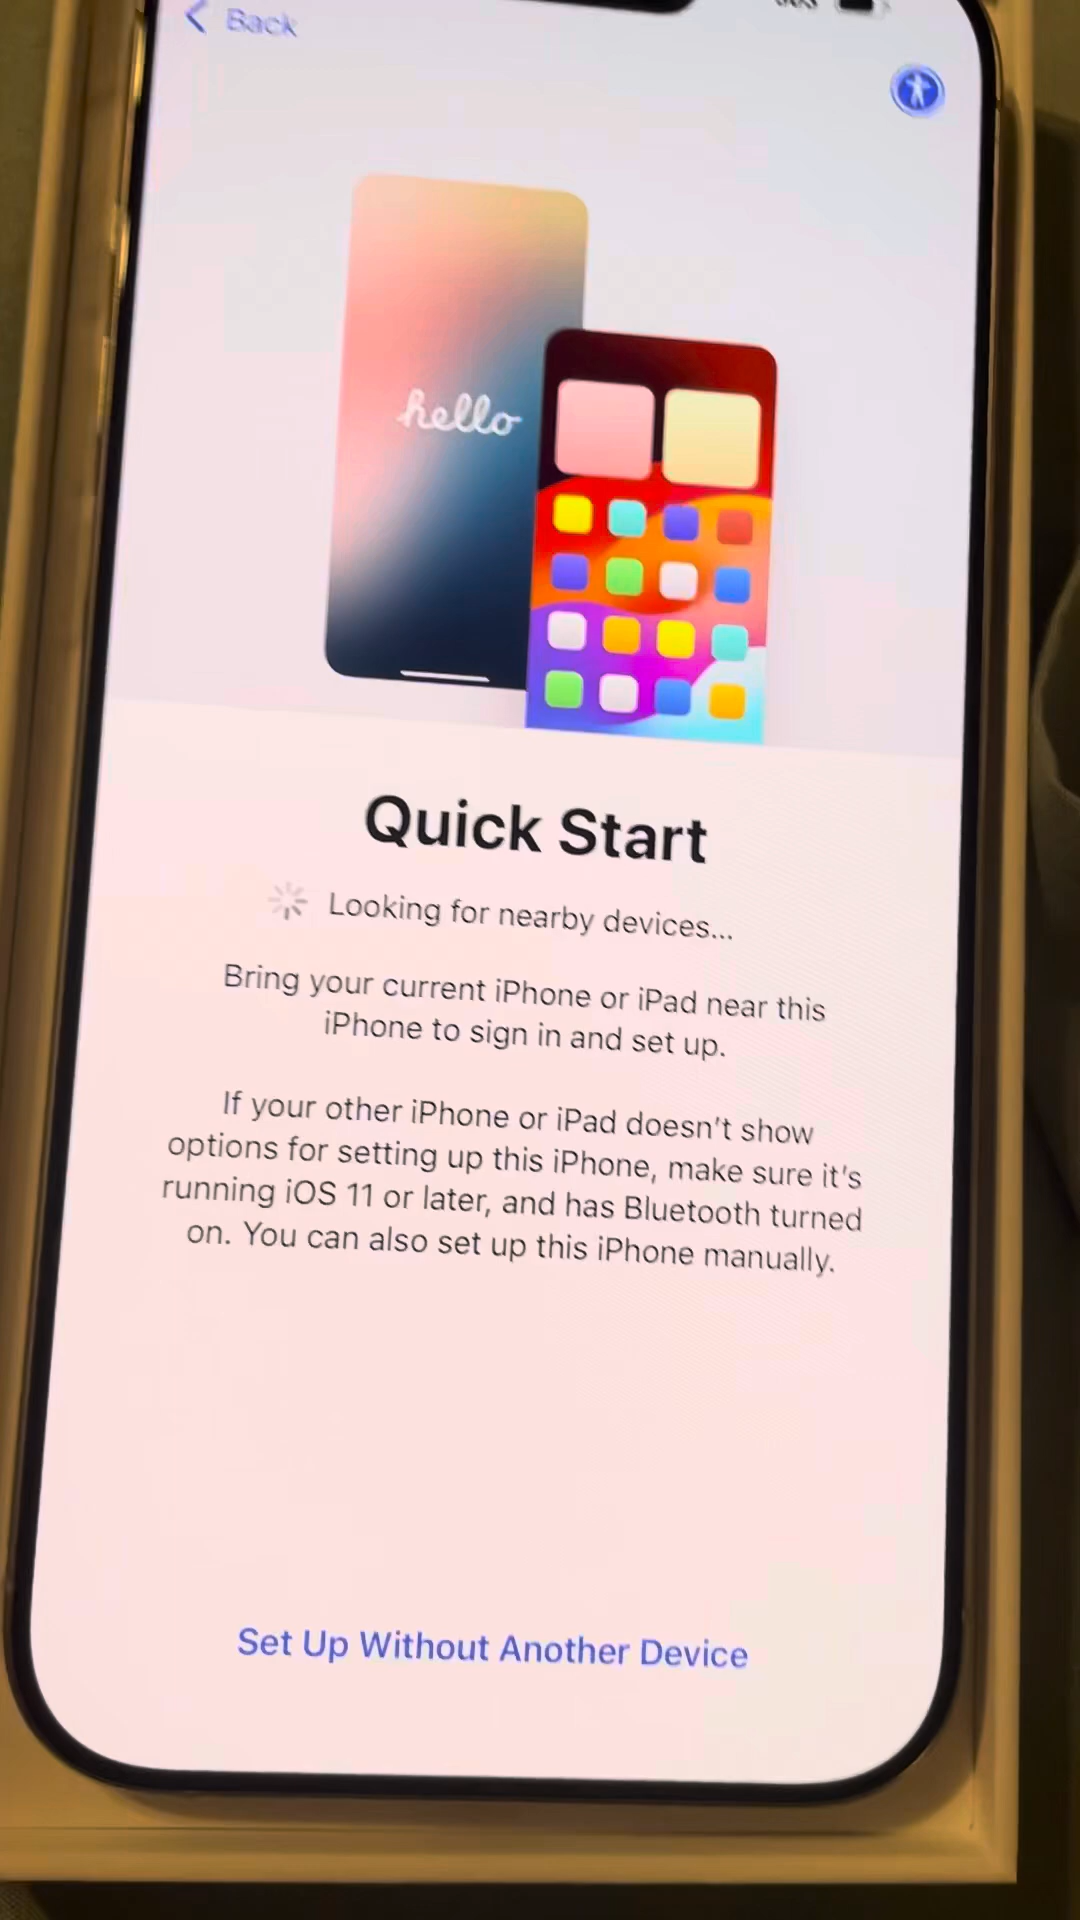 Back
hello
Quick Start
Looking for nearby devices...
Bring your current iPhone or iPad near this
iPhone to sign in and set up.
If your other iPhone or iPad doesn't show
options for setting up this iPhone, make sure it's
running iOS 11 or later, and has Bluetooth turned
on. You can also set up this iPhone manually.
Set Up Without Another Device